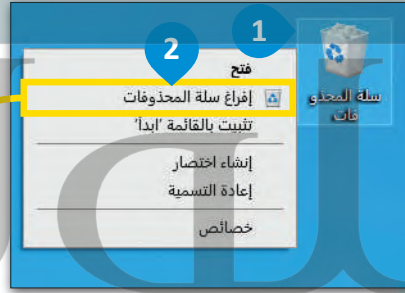 1
2
سلة المحذو
فات
فتح
إفراغ سلة المحذوفات
تثبيت بالقائمة 'ابدأ'
إنشاء اختصار
إعادة التسمية
خصائص